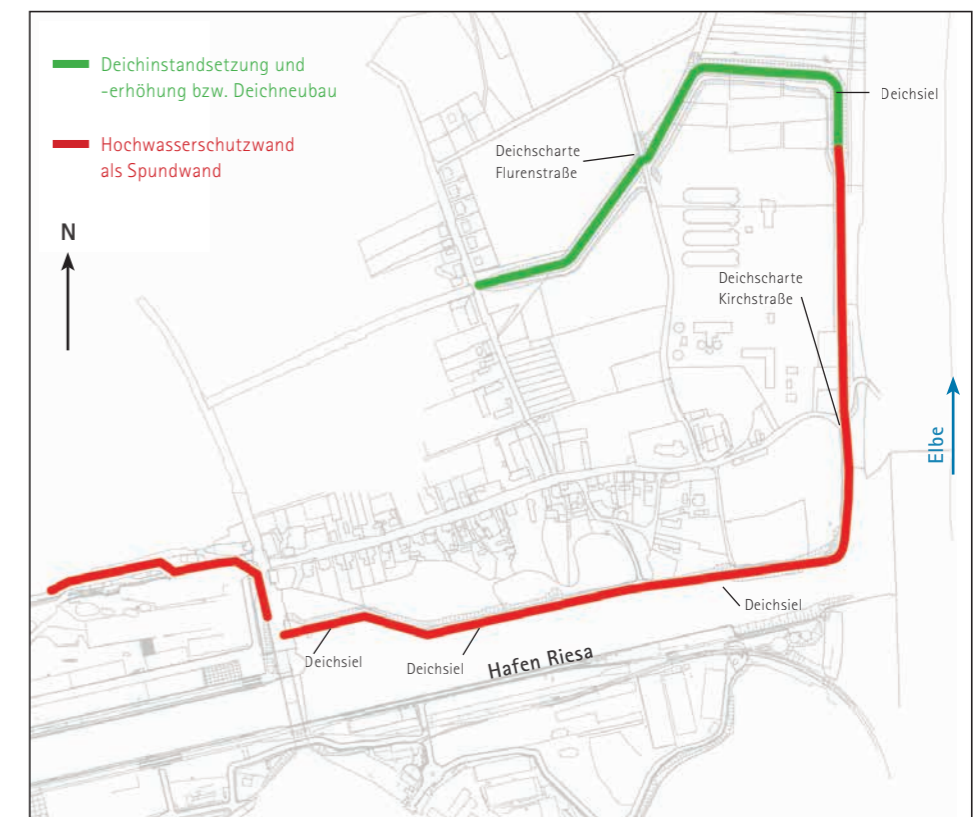 Deichinstandsetzung und
-erhöhung bzw. Deichneubau
Hochwasserschutzwand
als Spundwand
N
Deichsiel
Deichscharte
Flurenstraße
Deichscharte
Kirchstraße
Elbe
Deichsiel
Deichsiel
Deichsiel
Hafen Riesa